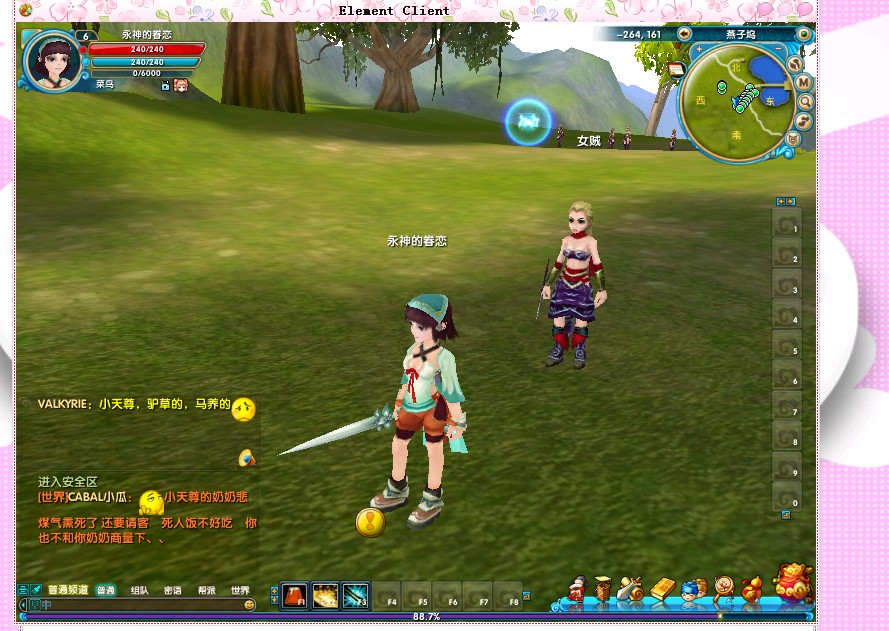 Element Client
6
永神的眷恋
240/240
240/240
0/6000
菜鸟
-264, 161
燕子坞
M
北
西
东
南
女贼
永神的眷恋
VALKYRIE：小天尊，驴草的，马养的
进入安全区
[世界]CABAL小瓜：
小天尊的奶奶悲
煤气熏死了 还要请客 死人饭不好吃 你
也不和你奶奶商量下、、
普通频道 普通 组队 密语 帮派 世界
中
F1 F3 F4 F5 F6 F7 F8
88.7%
1
2
3
4
5
6
7
8
9
0